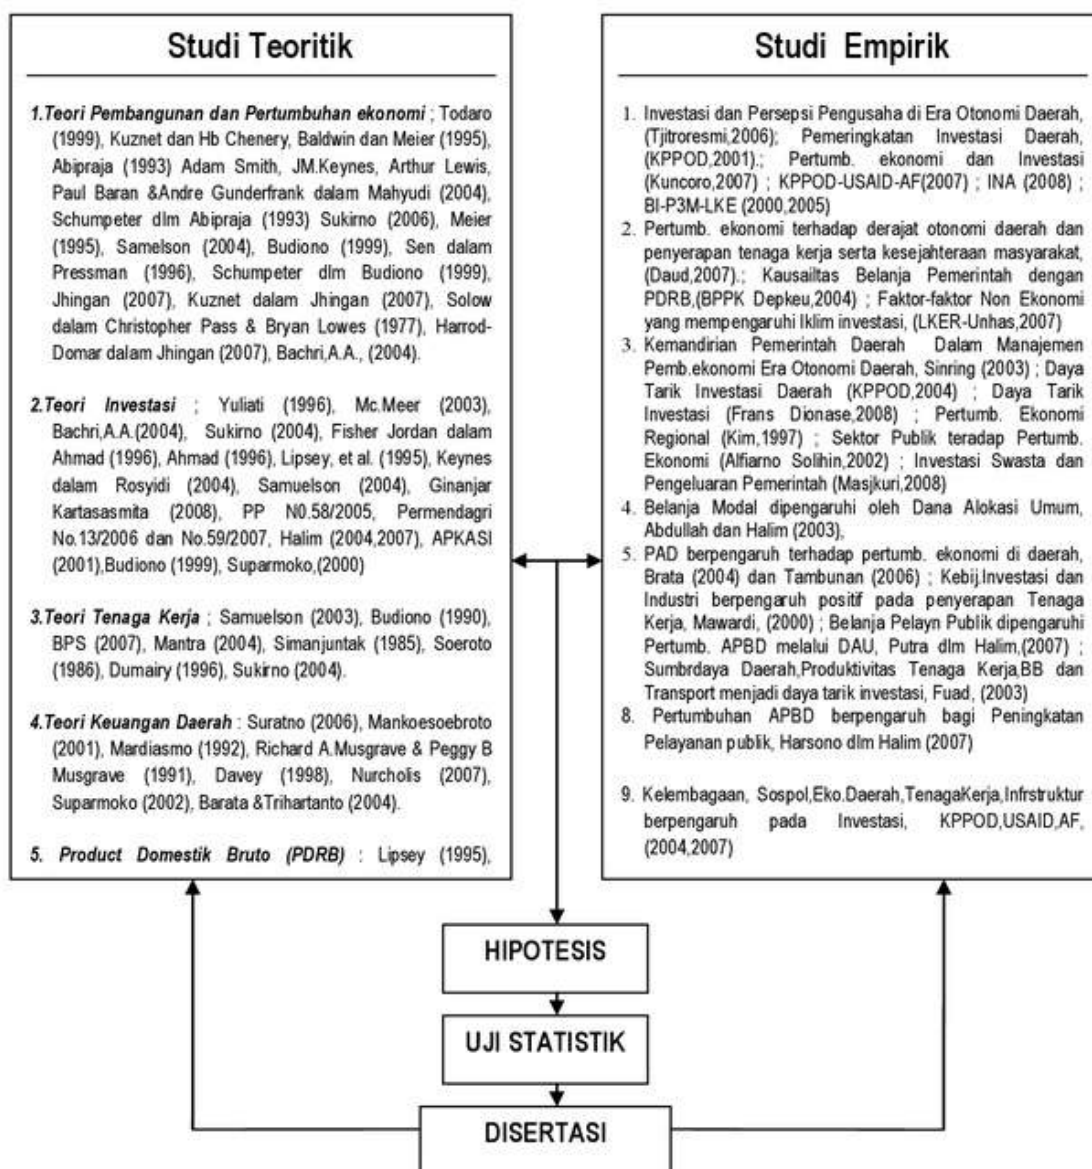 Studi Teoritik
1.Teori Pembangunan dan Pertumbuhan ekonomi ; Todaro
(1999), Kuznet dan Hb Chenery, Baldwin dan Meier (1995),
Abipraja (1993) Adam Smith, JM.Keynes, Arthur Lewis,
Paul Baran &Andre Gunderfrank dalam Mahyudi (2004),
Schumpeter dlm Abipraja (1993) Sukirno (2006), Meier
(1995), Samelson (2004), Budiono (1999), Sen dalam
Pressman (1996), Schumpeter dlm Budiono (1999),
Jhingan (2007), Kuznet dalam Jhingan (2007), Solow
dalam Christopher Pass & Bryan Lowes (1977), Harrod-
Domar dalam Jhingan (2007), Bachri,A.A., (2004).
2.Teori Investasi ; Yuliati (1996), Mc.Meer (2003),
Bachri,A.A.(2004), Sukirno (2004), Fisher Jordan dalam
Ahmad (1996), Ahmad (1996), Lipsey, et al. (1995), Keynes
dalam Rosyidi (2004), Samuelson (2004), Ginanjar
Kartasasmita (2008), PP N0.58/2005, Permendagri
No.13/2006 dan No.59/2007, Halim (2004,2007), APKASI
(2001),Budiono (1999), Suparmoko,(2000)
3.Teori Tenaga Kerja ; Samuelson (2003), Budiono (1990),
BPS (2007), Mantra (2004), Simanjuntak (1985), Soeroto
(1986), Dumairy (1996), Sukirno (2004).
4.Teori Keuangan Daerah : Suratno (2006), Mankoesoebroto
(2001), Mardiasmo (1992), Richard A.Musgrave & Peggy B
Musgrave (1991), Davey (1998), Nurcholis (2007),
Suparmoko (2002), Barata &Trihartanto (2004).
5. Product Domestik Bruto (PDRB) : Lipsey (1995),
Studi Empirik
1. Investasi dan Persepsi Pengusaha di Era Otonomi Daerah,
(Tjitroresmi,2006); Pemeringkatan Investasi Daerah,
(KPPOD,2001).; Pertumb. ekonomi dan Investasi
(Kuncoro,2007) ; KPPOD-USAID-AF(2007) ; INA (2008) ;
BI-P3M-LKE (2000,2005)
2. Pertumb. ekonomi terhadap derajat otonomi daerah dan
penyerapan tenaga kerja serta kesejahteraan masyarakat,
(Daud,2007).; Kausailtas Belanja Pemerintah dengan
PDRB,(BPPK Depkeu,2004) ; Faktor-faktor Non Ekonomi
yang mempengaruhi Iklim investasi, (LKER-Unhas,2007)
3. Kemandirian Pemerintah Daerah Dalam Manajemen
Pemb.ekonomi Era Otonomi Daerah, Sinring (2003) ; Daya
Tarik Investasi Daerah (KPPOD,2004) ; Daya Tarik
Investasi (Frans Dionase,2008) ; Pertumb. Ekonomi
Regional (Kim,1997) ; Sektor Publik teradap Pertumb.
Ekonomi (Alfiarno Solihin,2002) ; Investasi Swasta dan
Pengeluaran Pemerintah (Masjkuri,2008)
4. Belanja Modal dipengaruhi oleh Dana Alokasi Umum,
Abdullah dan Halim (2003),
5. PAD berpengaruh terhadap pertumb. ekonomi di daerah,
Brata (2004) dan Tambunan (2006) ; Kebij.Investasi dan
Industri berpengaruh positif pada penyerapan Tenaga
Kerja, Mawardi, (2000) ; Belanja Pelayn Publik dipengaruhi
Pertumb. APBD melalui DAU, Putra dlm Halim,(2007) ;
Sumbrdaya Daerah,Produktivitas Tenaga Kerja,BB dan
Transport menjadi daya tarik investasi, Fuad, (2003)
8. Pertumbuhan APBD berpengaruh bagi Peningkatan
Pelayanan publik, Harsono dlm Halim (2007)
9. Kelembagaan, Sospol,Eko.Daerah,TenagaKerja,Infrstruktur
berpengaruh pada Investasi, KPPOD,USAID,AF,
(2004,2007)
HIPOTESIS
UJI STATISTIK
DISERTASI